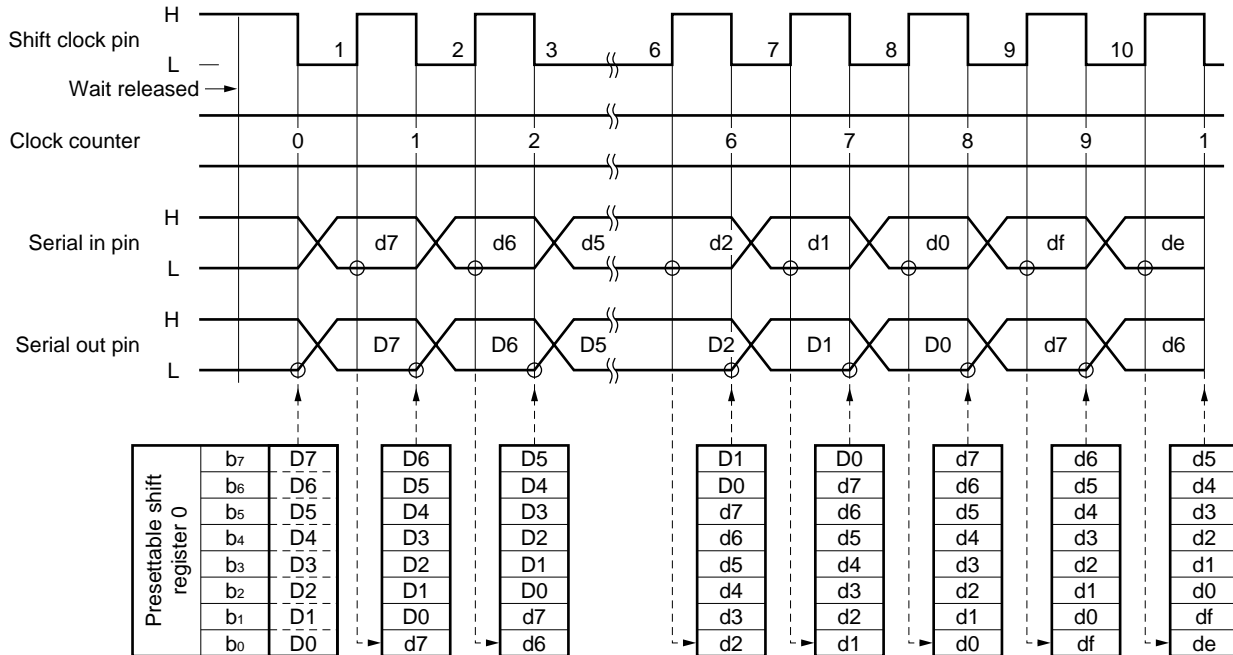 H
Shift clock pin
L
1 2 3 6 7 8 9 10
Wait released
Clock counter
0 1 2 6 7 8 9 1
H
Serial in pin
L
d7 d6 d5 d2 d1 d0 df de
H
Serial out pin
L
D7 D6 D5 D2 D1 D0 d7 d6
Presettable shift
register 0
b7 D7 D6 D5 D1 D0 d7 d6 d5
b6 D6 D5 D4 D0 d7 d6 d5 d4
b5 D5 D4 D3 d7 d6 d5 d4 d3
b4 D4 D3 D2 d6 d5 d4 d3 d2
b3 D3 D2 D1 d5 d4 d3 d2 d1
b2 D2 D1 D0 d4 d3 d2 d1 d0
b1 D1 D0 d7 d3 d2 d1 d0 df
b0 D0 d7 d6 d2 d1 d0 df de